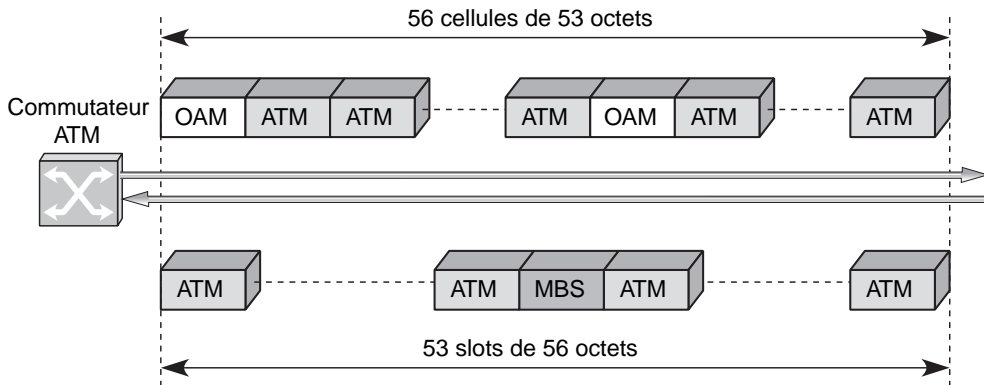 56 cellules de 53 octets
Commutateur
ATM
OAM ATM ATM ATM OAM ATM ATM
ATM ATM MBS ATM ATM
53 slots de 56 octets